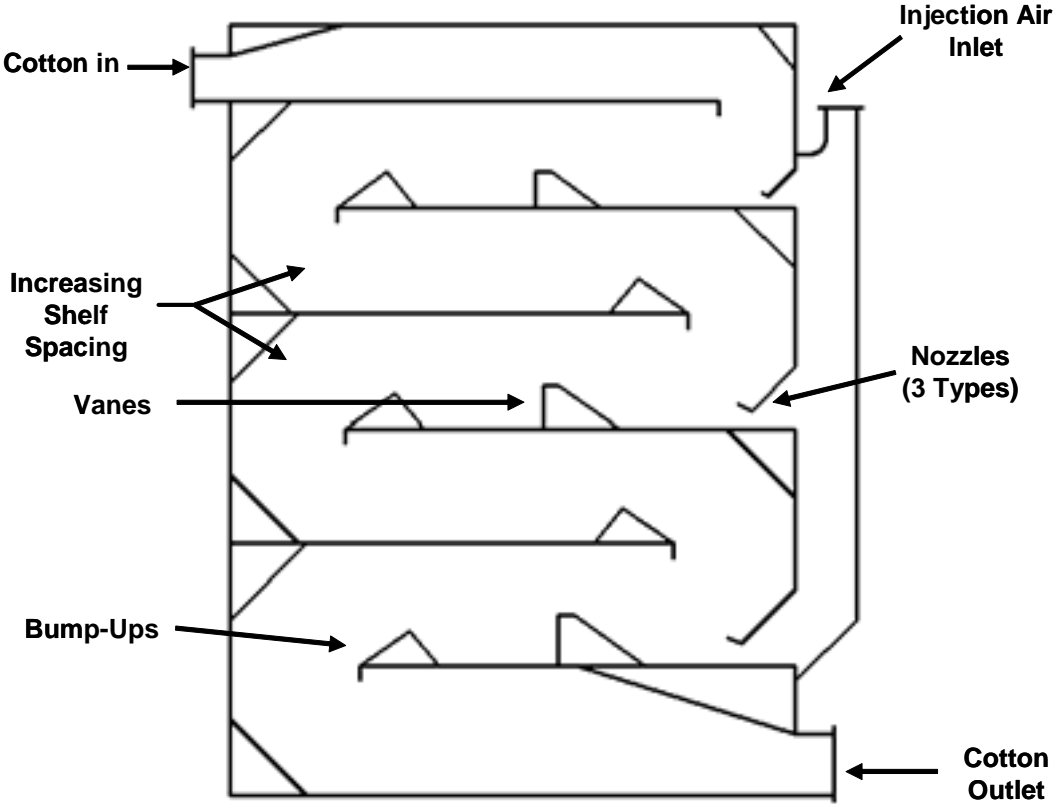 Injection Air
Inlet
Cotton in
Increasing
Shelf
Spacing
Nozzles
(3 Types)
Vanes
Bump-Ups
Cotton
Outlet